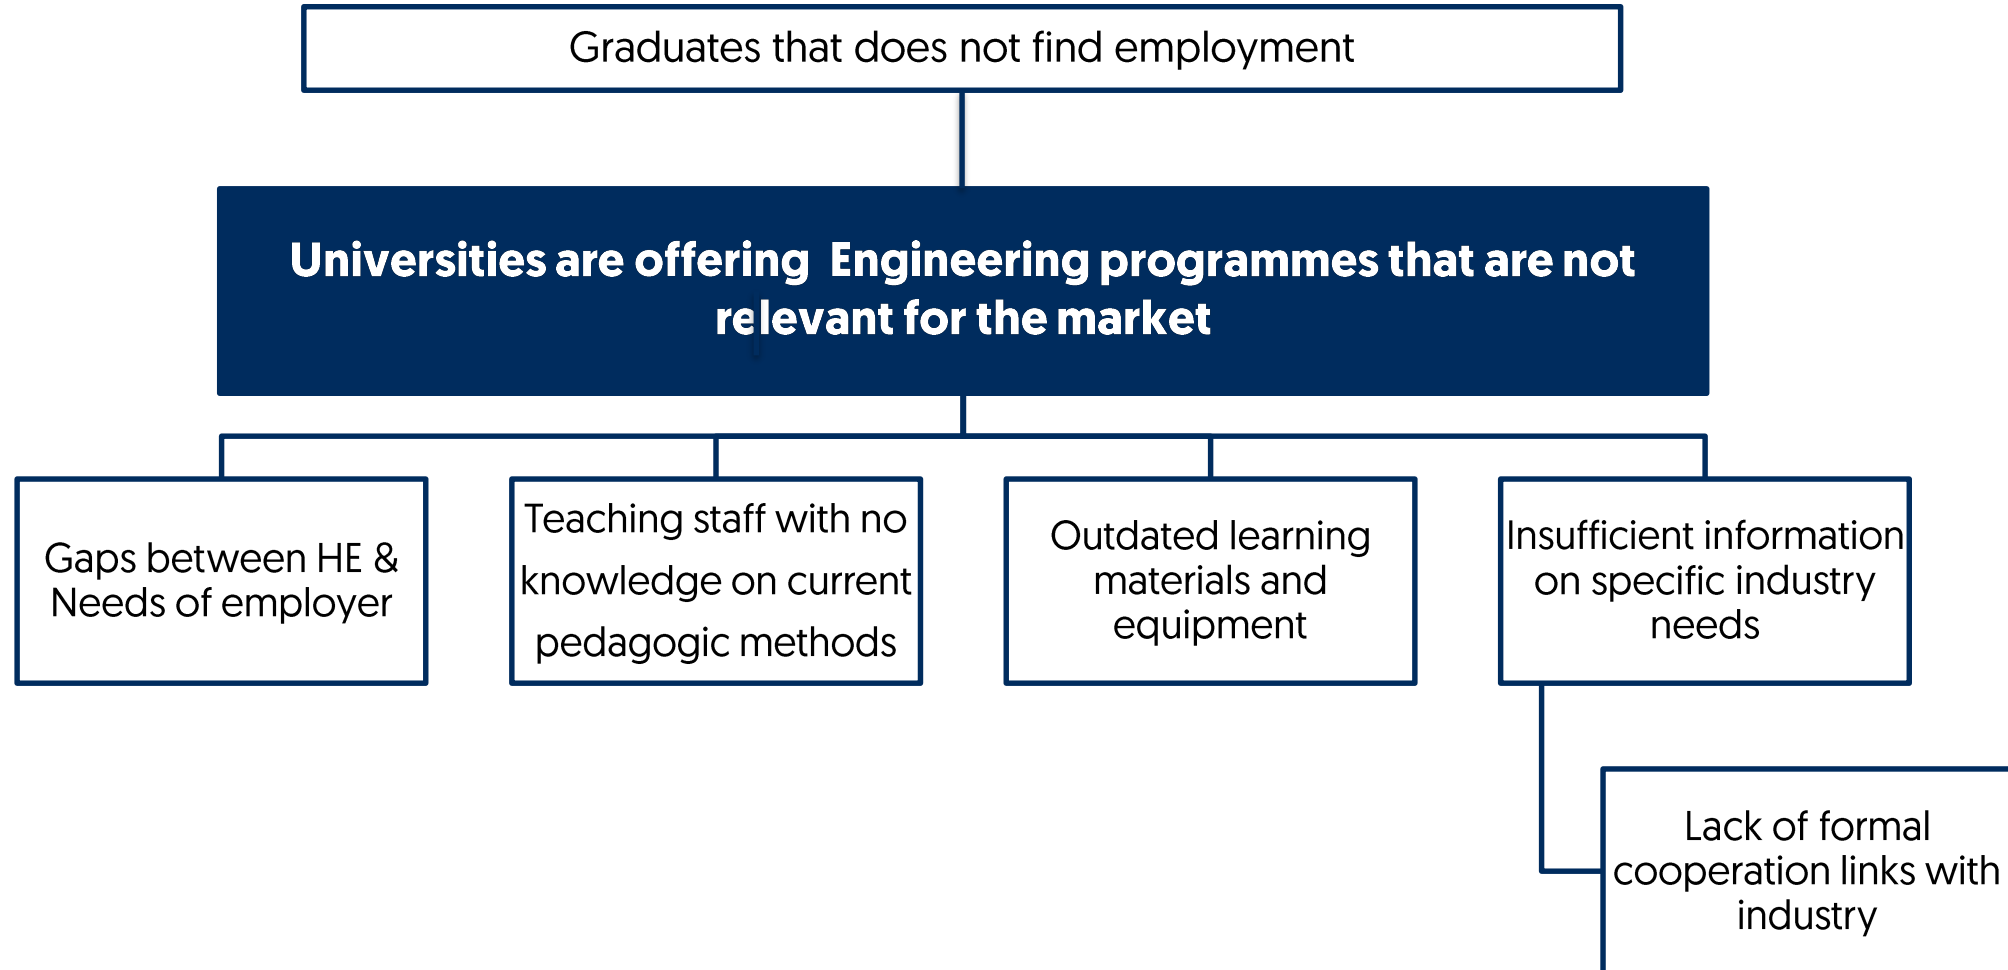 Graduates that does not find employment
Universities are offering  Engineering programmes that are not
relevant for the market
Gaps between HE &
Needs of employer
Teaching staff with no
knowledge on current
pedagogic methods
Outdated learning
materials and
equipment
Insufficient information
on specific industry
needs
Lack of formal
cooperation links with
industry